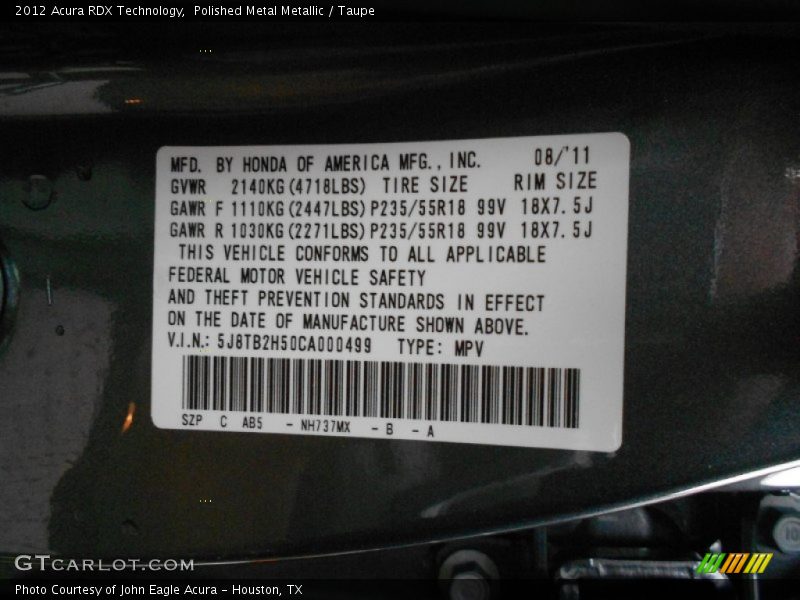 2012 Acura RDX Technology,  Polished Metal Metallic / Taupe
MFD. BY HONDA OF AMERICA MFG., INC. 08/'11
GVWR 2140KG(4718LBS) TIRE SIZE RIM SIZE
GAWR F 1110KG(2447LBS)P235/55R18 99V 18X7.5J
GAWR R 1030KG(2271LBS)P235/55R18 99V 18X7.5J
THIS VEHICLE CONFORMS TO ALL APPLICABLE
FEDERAL MOTOR VEHICLE SAFETY
AND THEFT PREVENTION STANDARDS IN EFFECT
ON THE DATE OF MANUFACTURE SHOWN ABOVE.
V.I.N.: 5J8TB2H50CA000499 TYPE: MPV
SZP C AB5 - NH737MX - B - A
GTCARLOT.COM
Photo Courtesy of John Eagle Acura - Houston, TX